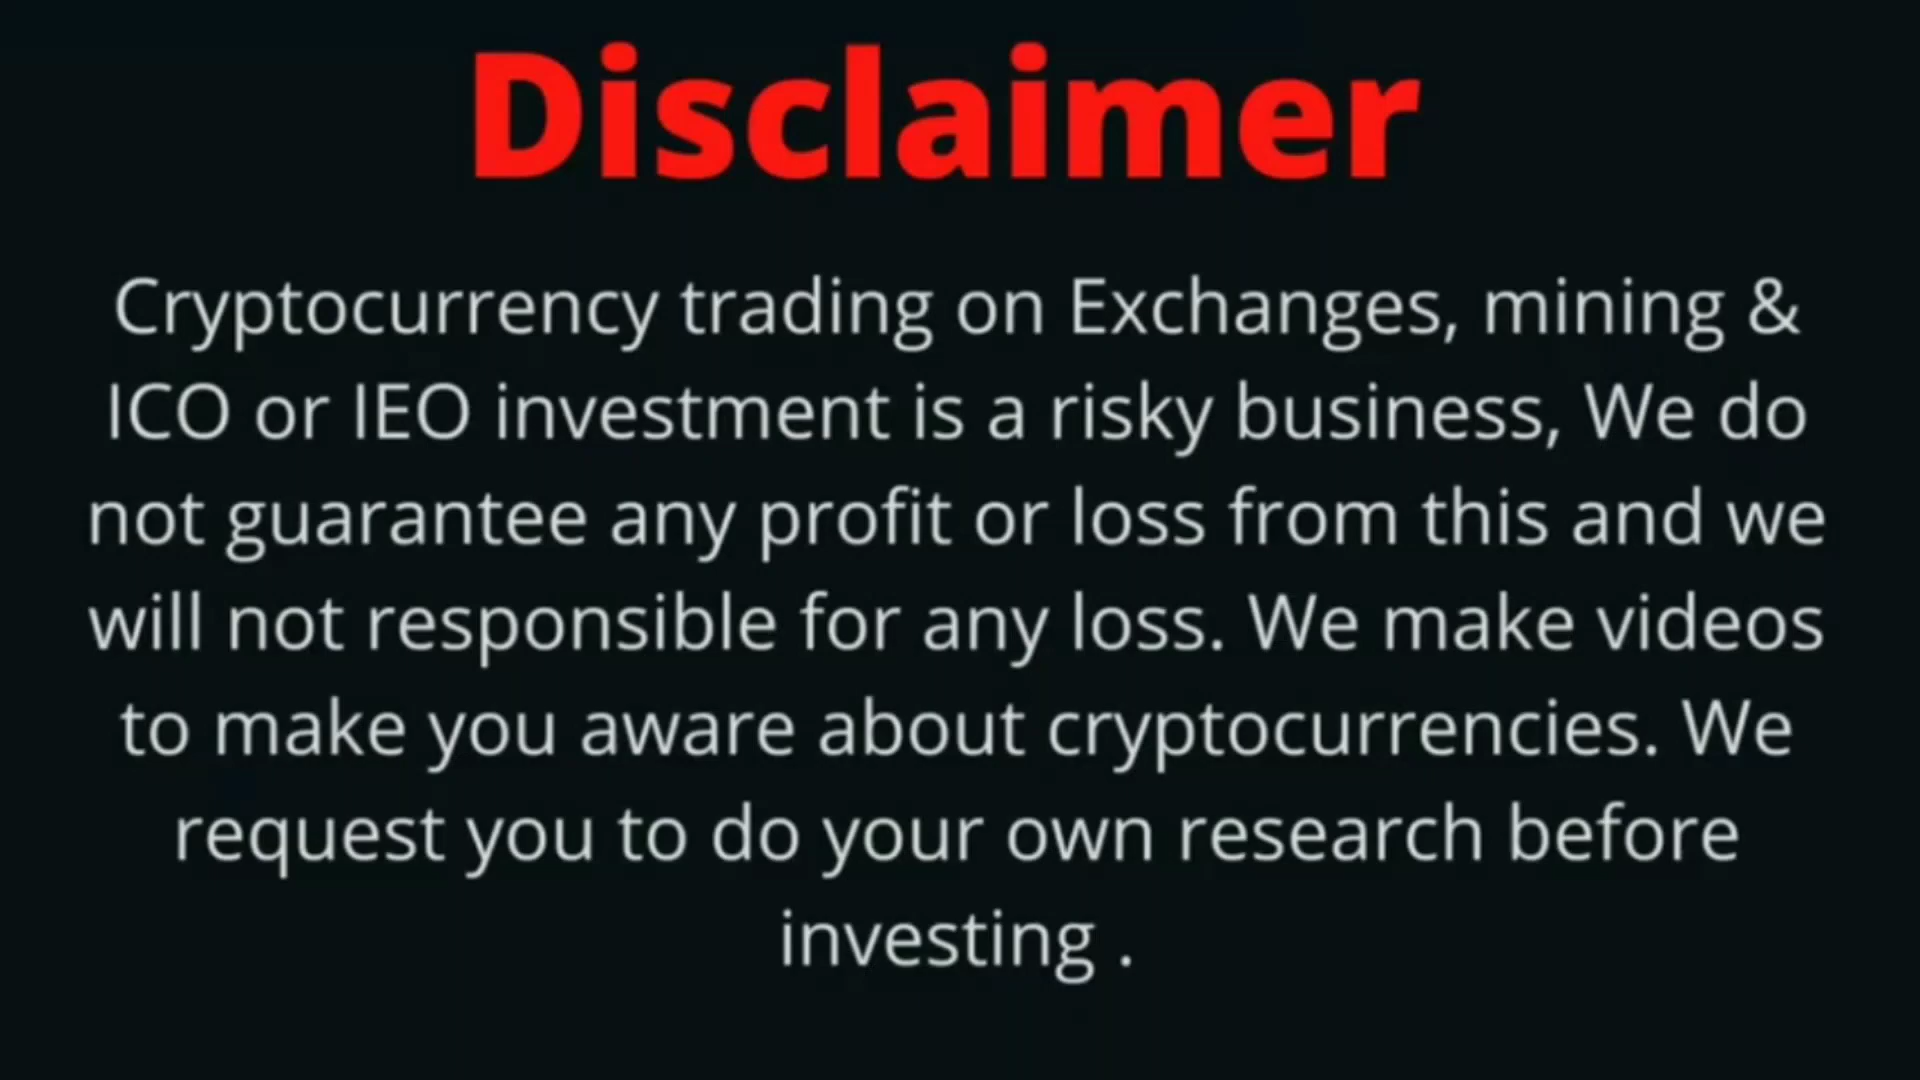 Disclaimer
Cryptocurrency trading on Exchanges, mining &
ICO or IEO investment is a risky business, We do
not guarantee any profit or loss from this and we
will not responsible for any loss. We make videos
to make you aware about cryptocurrencies. We
request you to do your own research before
investing .